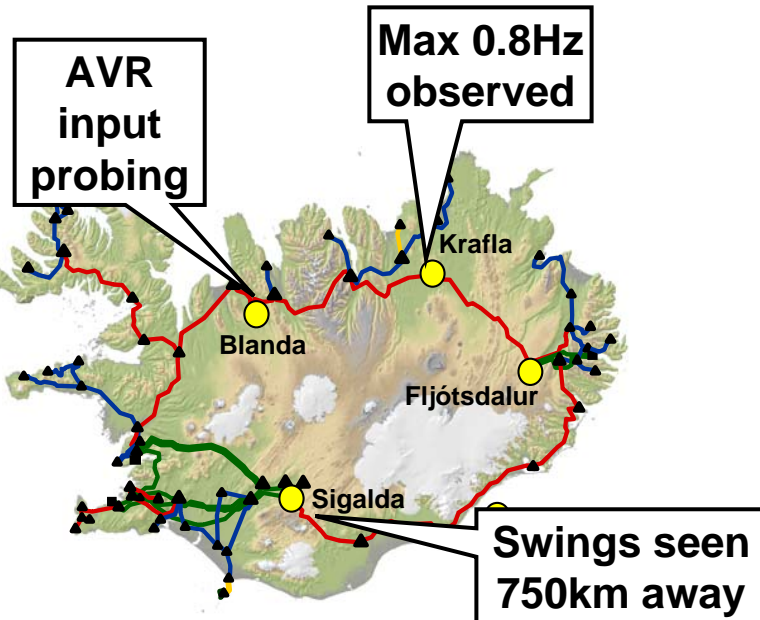 AVR
input
probing
Max 0.8Hz
observed
Krafla
Blanda
Fljótsdalur
Sigalda
Swings seen
750km away